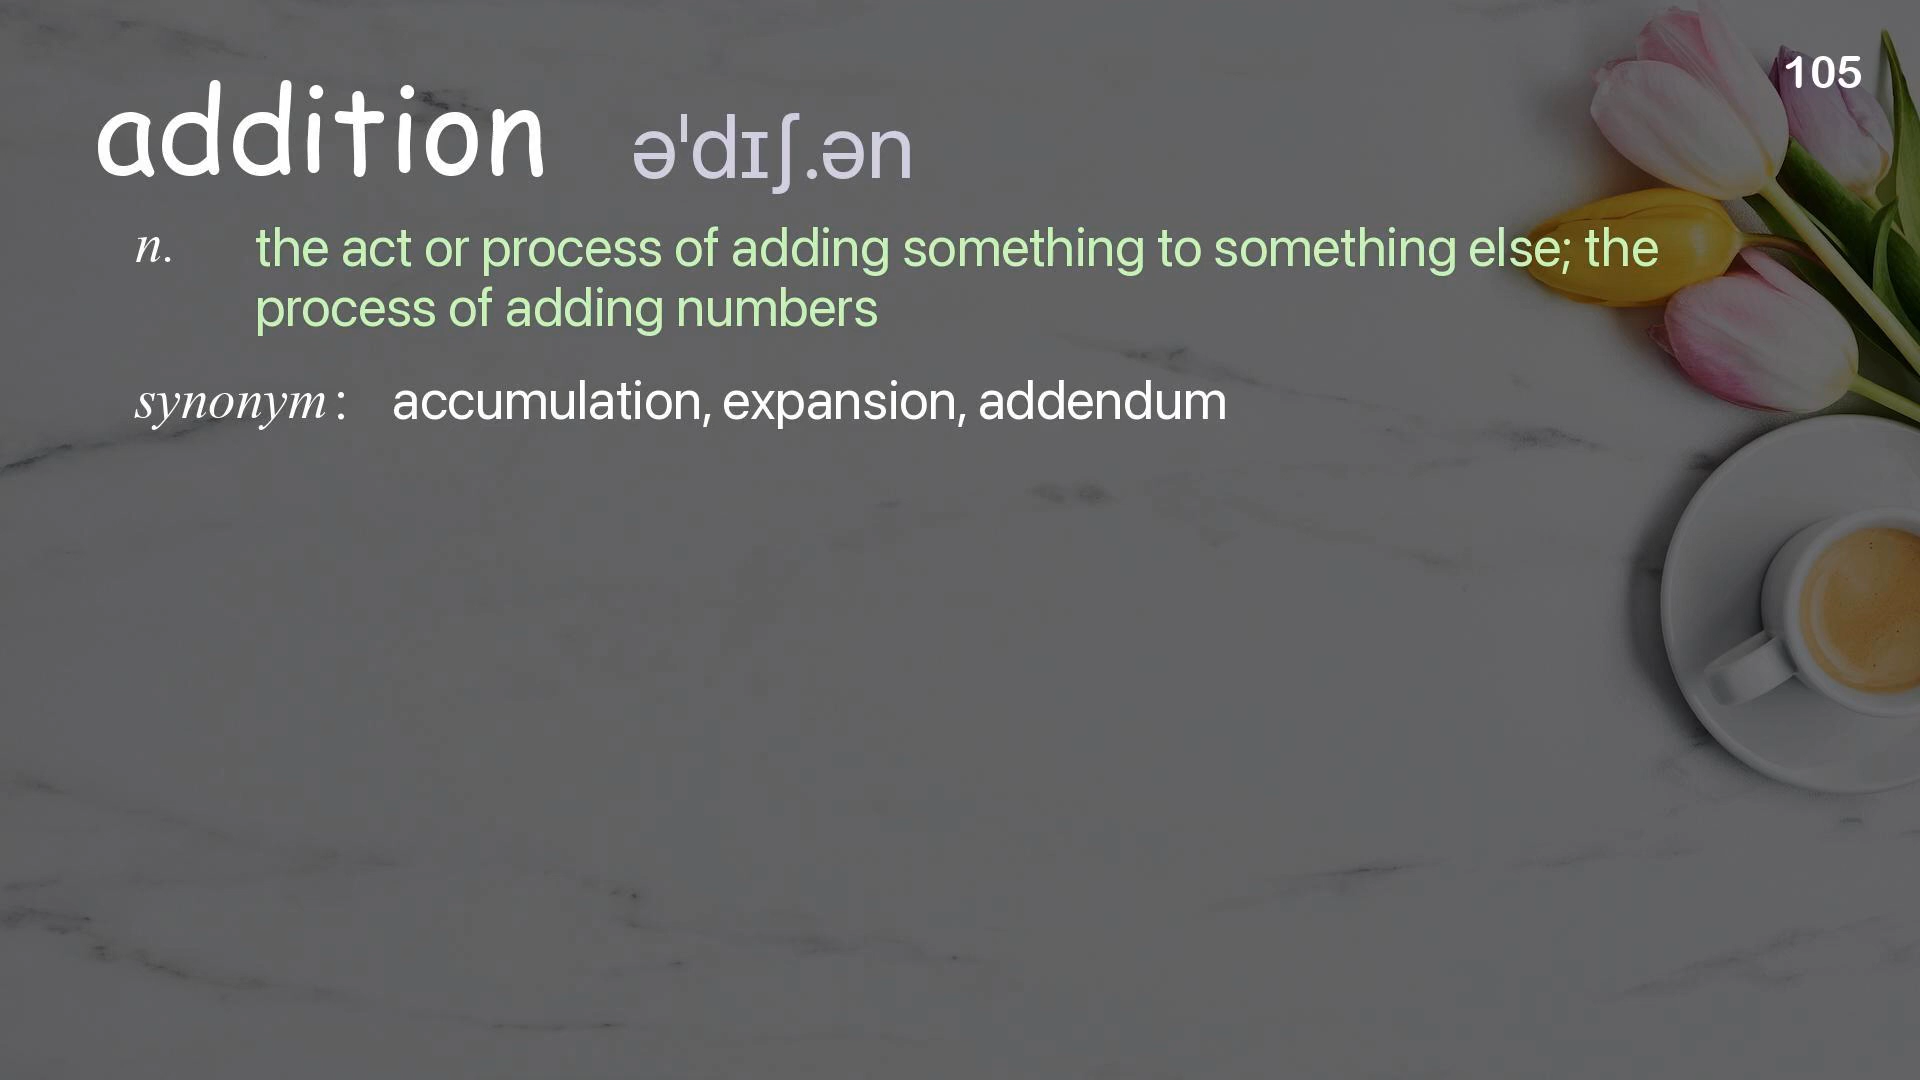 105
addition əˈdɪʃ.ən
n. the act or process of adding something to something else; the
process of adding numbers
synonym: accumulation, expansion, addendum